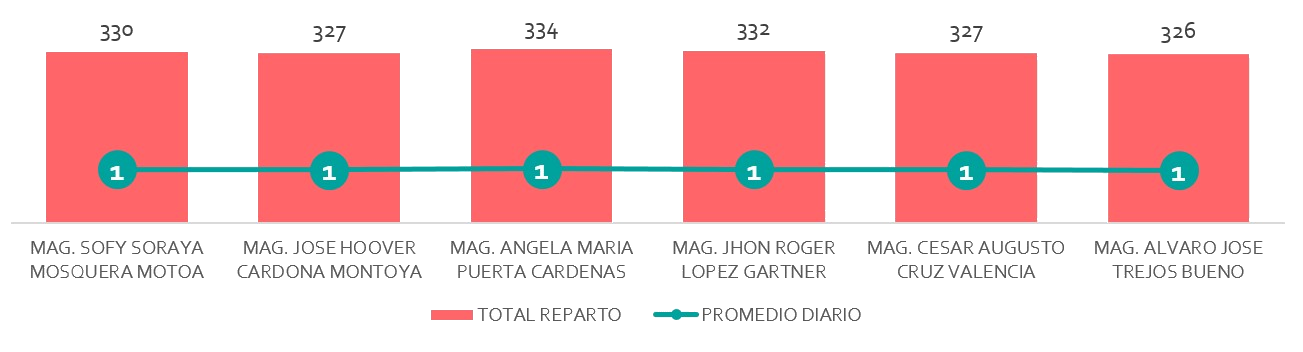 330 327 334 332 327 326
1 1 1 1 1 1
MAG. SOFY SORAYA MAG. JOSE HOOVER MAG. ANGELA MARIA MAG. JHON ROGER MAG. CESAR AUGUSTO MAG. ALVARO JOSE
MOSQUERA MOTOA CARDONA MONTOYA PUERTA CARDENAS LOPEZ GARTNER CRUZ VALENCIA TREJOS BUENO
TOTAL REPARTO PROMEDIO DIARIO